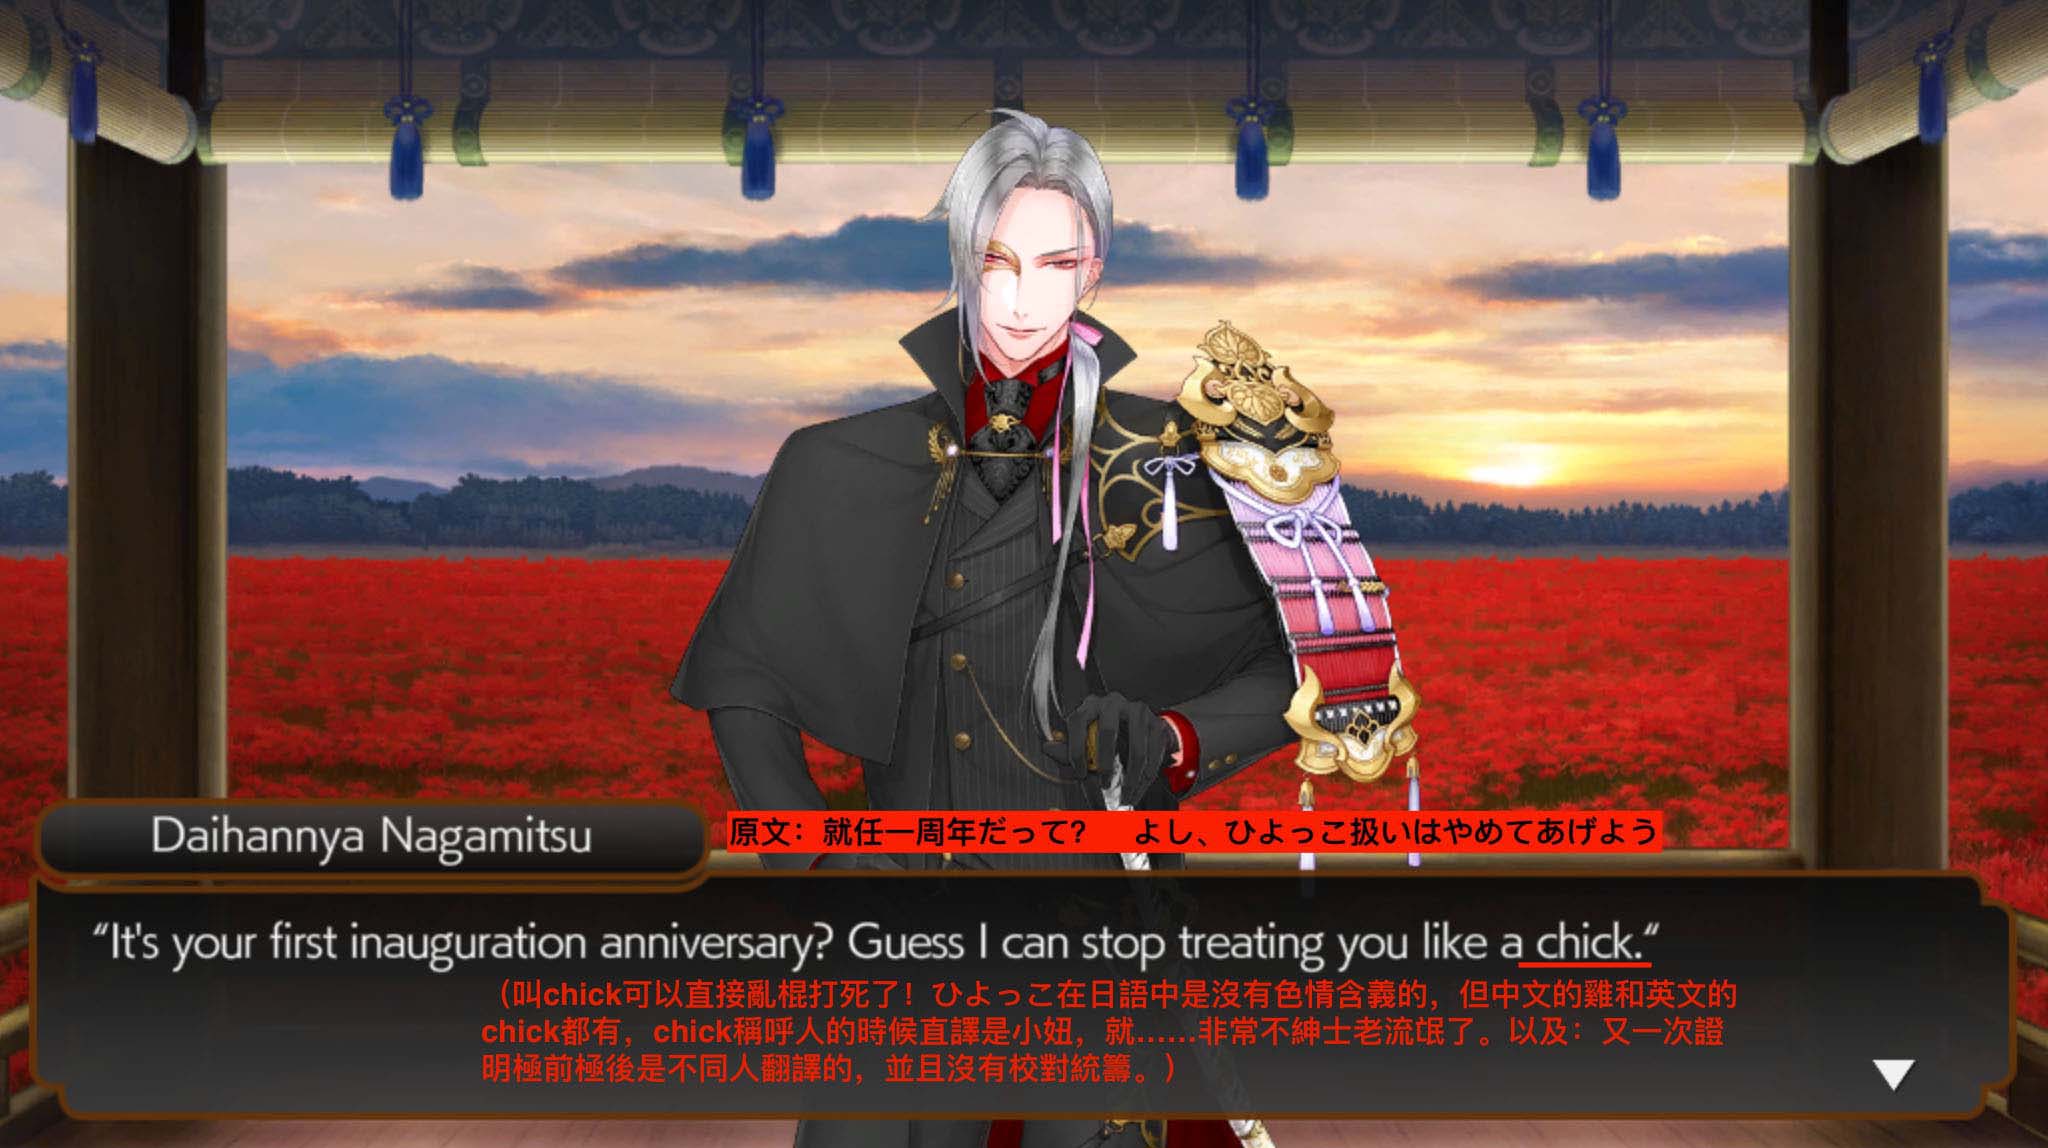 Daihannya Nagamitsu
原文：就任一周年だって? よし、ひよっこ扱いはやめてあげよう
“It's your first inauguration anniversary? Guess I can stop treating you like a chick.“
（叫chick可以直接亂棍打死了！ひよっこ在日語中是沒有色情含義的，但中文的雞和英文的
chick都有，chick稱呼人的時候直譯是小妞，就……非常不紳士老流氓了。以及：又一次證
明極前極後是不同人翻譯的，並且沒有校對統籌。）